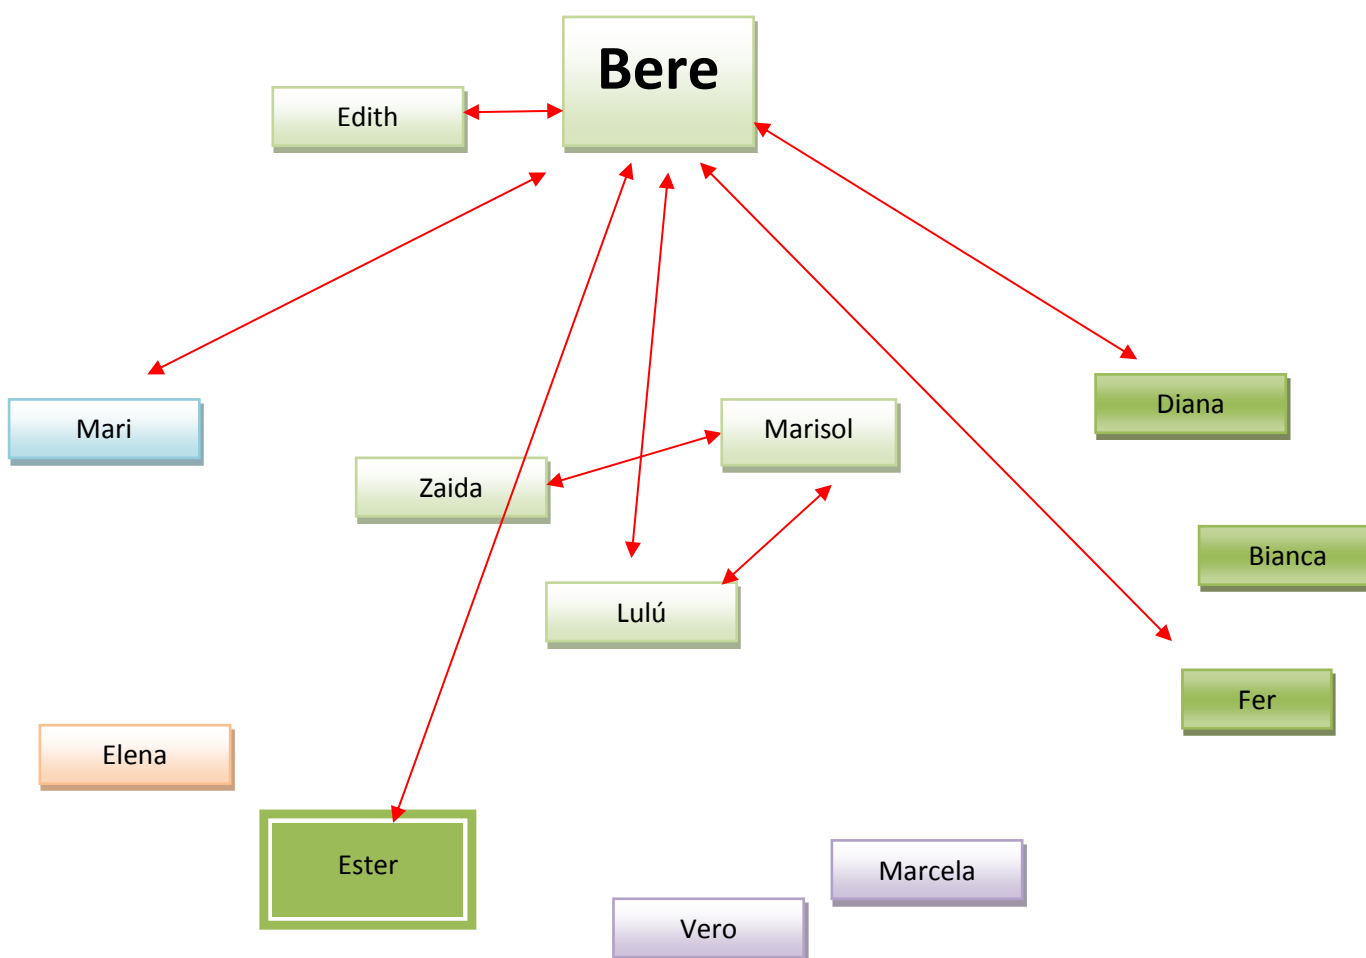 Bere
Edith
Diana
Mari
Marisol
Zaida
Bianca
Lulú
Fer
Elena
Ester
Marcela
Vero